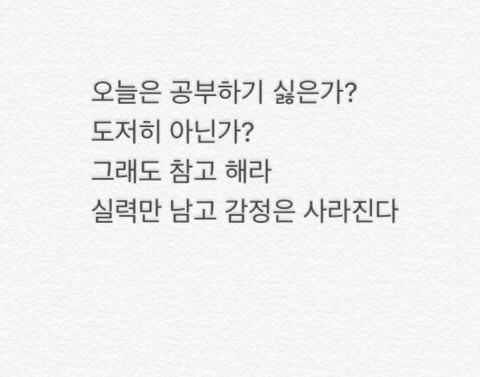 오늘은 공부하기 싫은가?
도저히 아닌가?
그래도 참고 해라
실력만 남고 감정은 사라진다